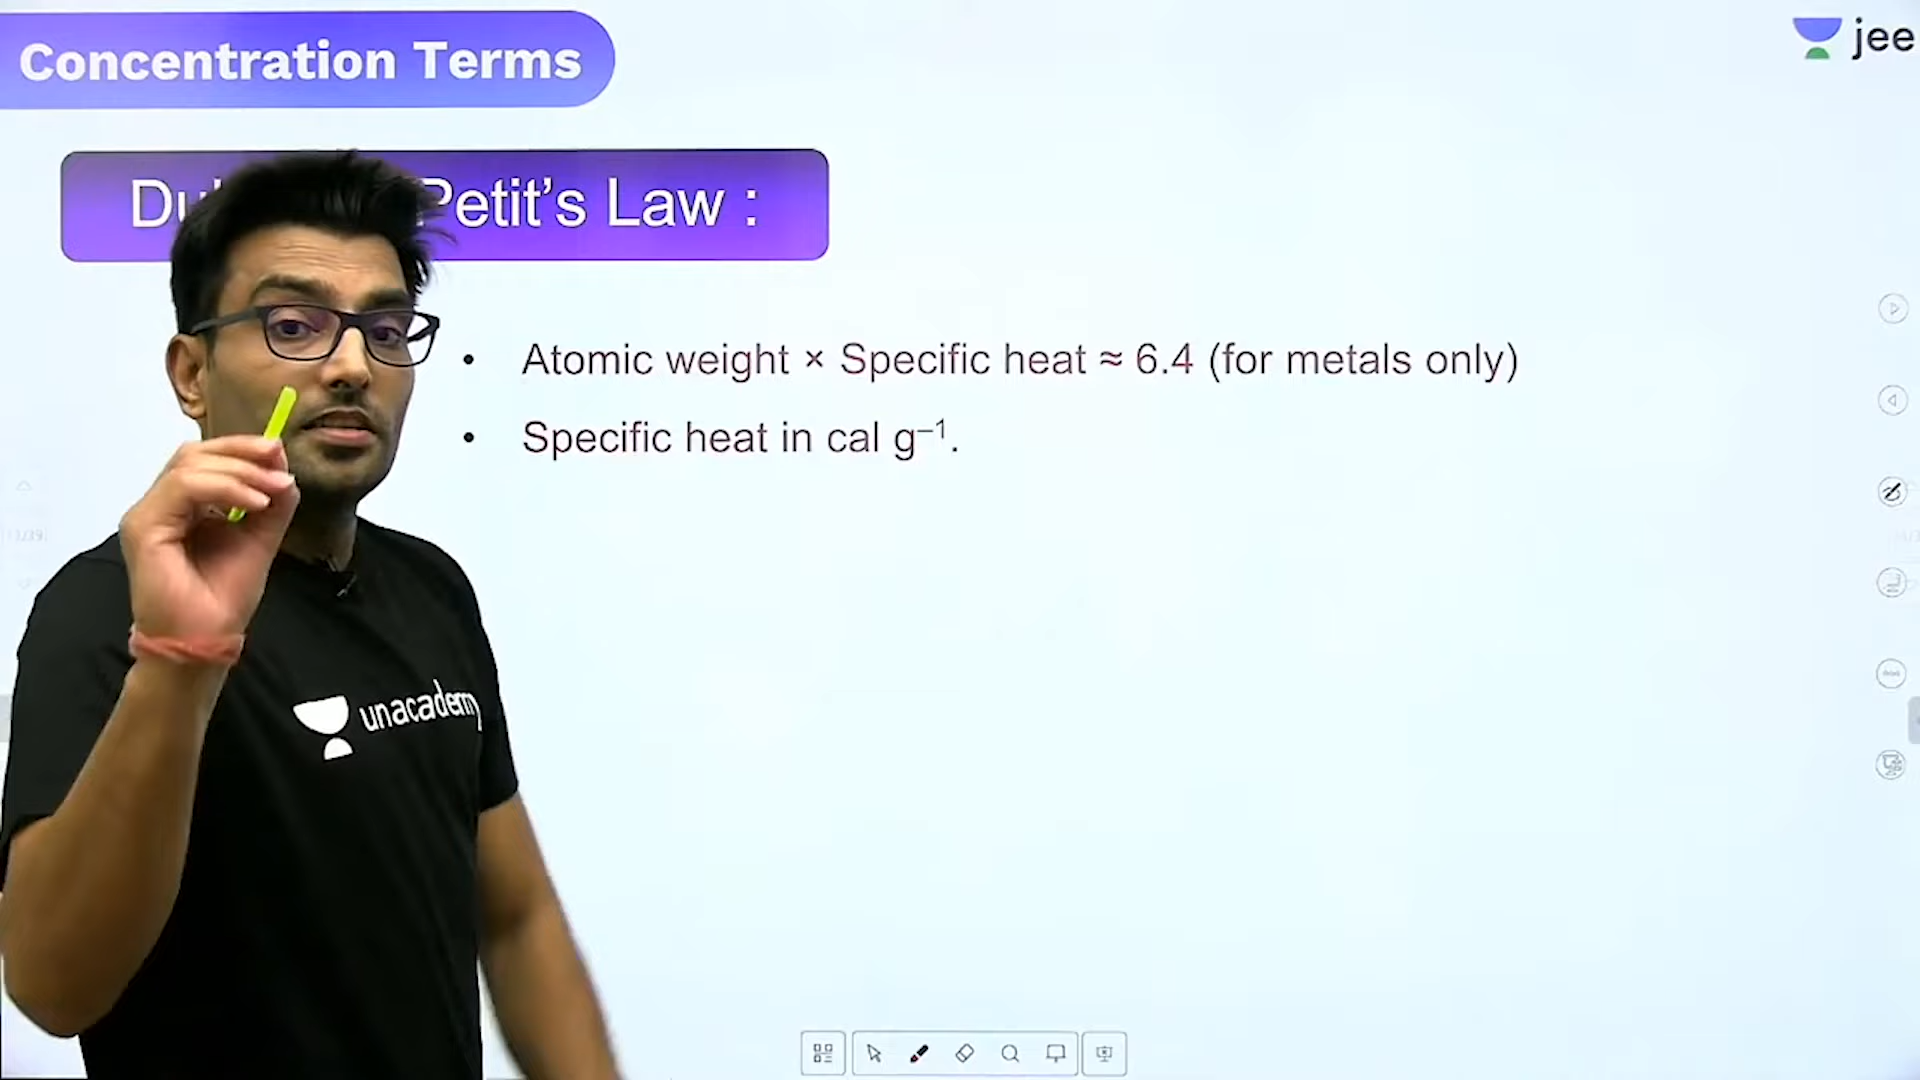 Concentration Terms
jee
Petit’s Law :
• Atomic weight × Specific heat ≈ 6.4 (for metals only)
• Specific heat in cal g⁻¹.
unacademy